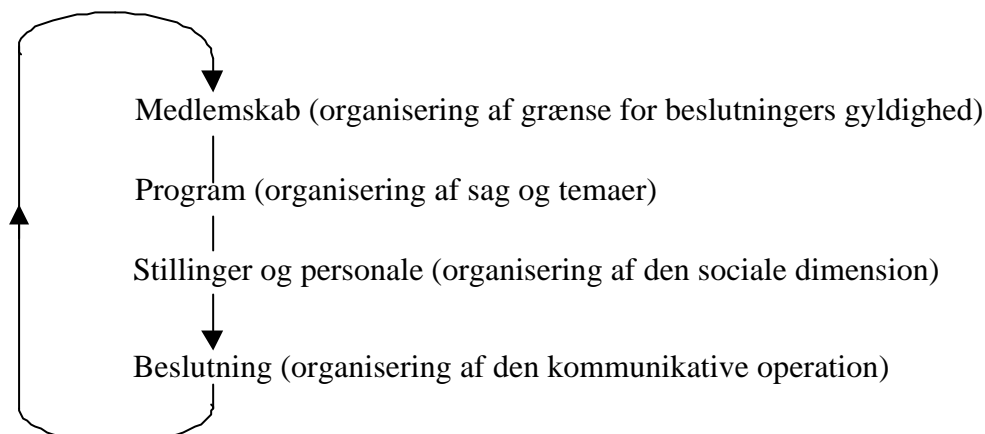 Medlemskab (organisering af grænse for beslutningers gyldighed)
Program (organisering af sag og temaer)
Stillinger og personale (organisering af den sociale dimension)
Beslutning (organisering af den kommunikative operation)